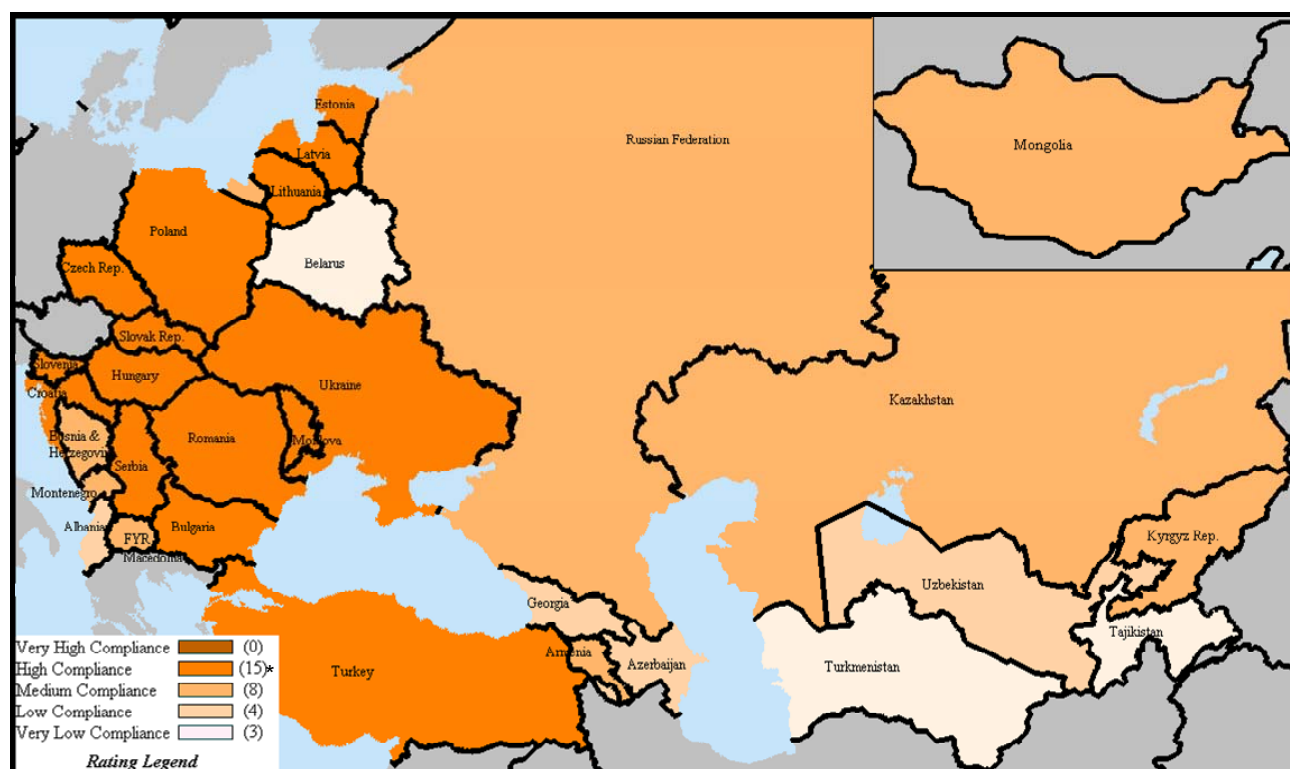 Estonia
Russian Federation
Mongolia
Latvia
Lithuania
Poland
Belarus
Czech Rep.
Slovak Rep.
Slovenia
Hungary
Ukraine
Croatia
Kazakhstan
Romania
Moldova
Bosnia &
Herzegovin
Serbia
Montenegro
Albania
FYR
Macedonia
Bulgaria
Kyrgyz Rep.
Uzbekistan
Georgia
Tajikistan
Armenia
Azerbaijan
Turkmenistan
Turkey
Very High Compliance (0)
High Compliance (15)*
Medium Compliance (8)
Low Compliance (4)
Very Low Compliance (3)
Rating Legend